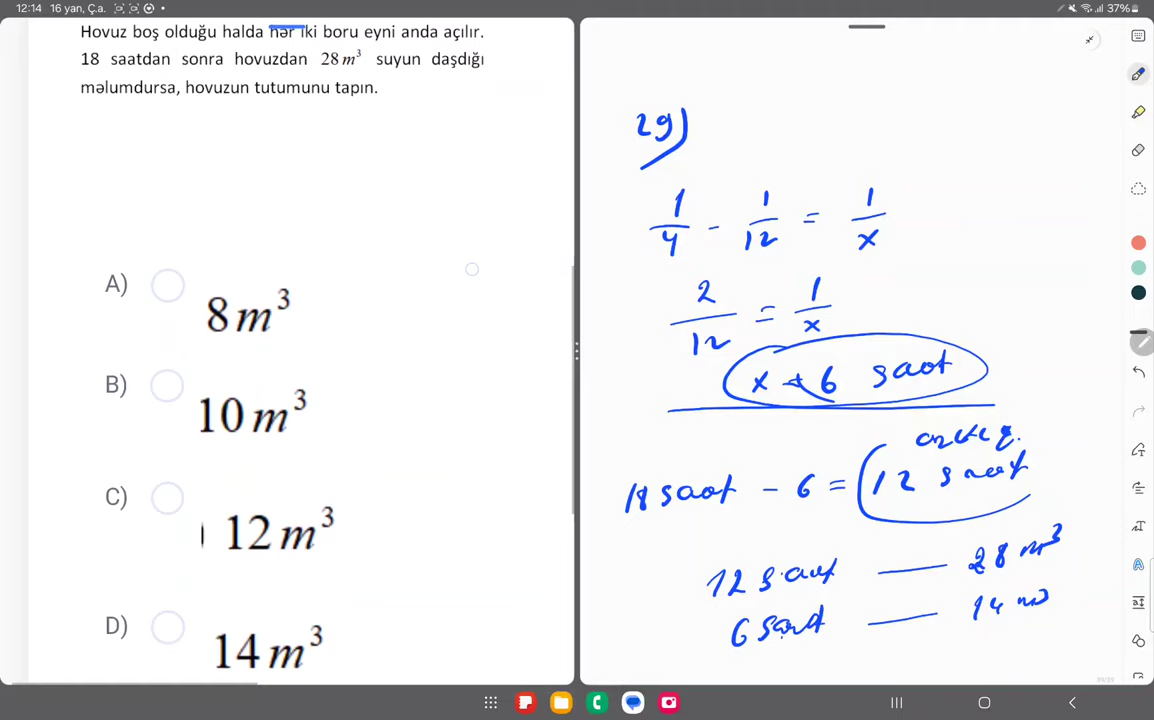 12:14 16 yan, Ç.a.
37%
Hovuz boş olduğu halda hər iki boru eyni anda açılır.
18 saatdan sonra hovuzdan 28 m³ suyun daşdığı
məlumdursa, hovuzun tutumunu tapın.
A) 8 m³
B) 10 m³
C) 12 m³
D) 14 m³
29)
1/4 - 1/12 = 1/x
2/12 = 1/x
6 saat
18 saat - 6 = 12 saat
12 saat — 28 m³
6 saat — 14 m³